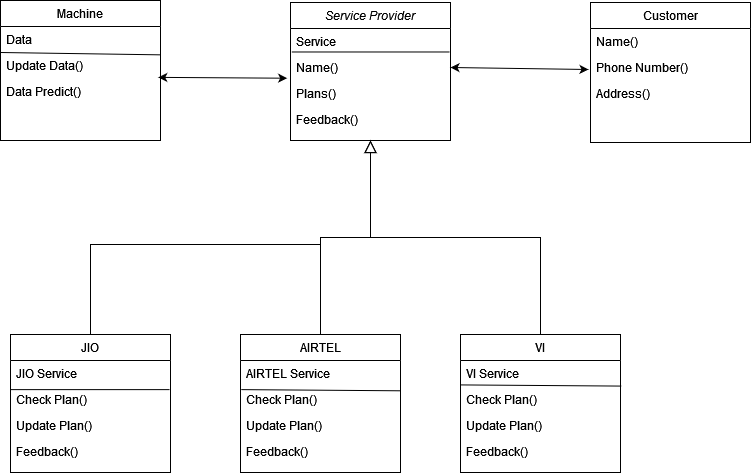 Machine
Data
Update Data()
Data Predict()
Service Provider
Service
Name()
Plans()
Feedback()
Customer
Name()
Phone Number()
Address()
JIO
JIO Service
Check Plan()
Update Plan()
Feedback()
AIRTEL
AIRTEL Service
Check Plan()
Update Plan()
Feedback()
VI
VI Service
Check Plan()
Update Plan()
Feedback()